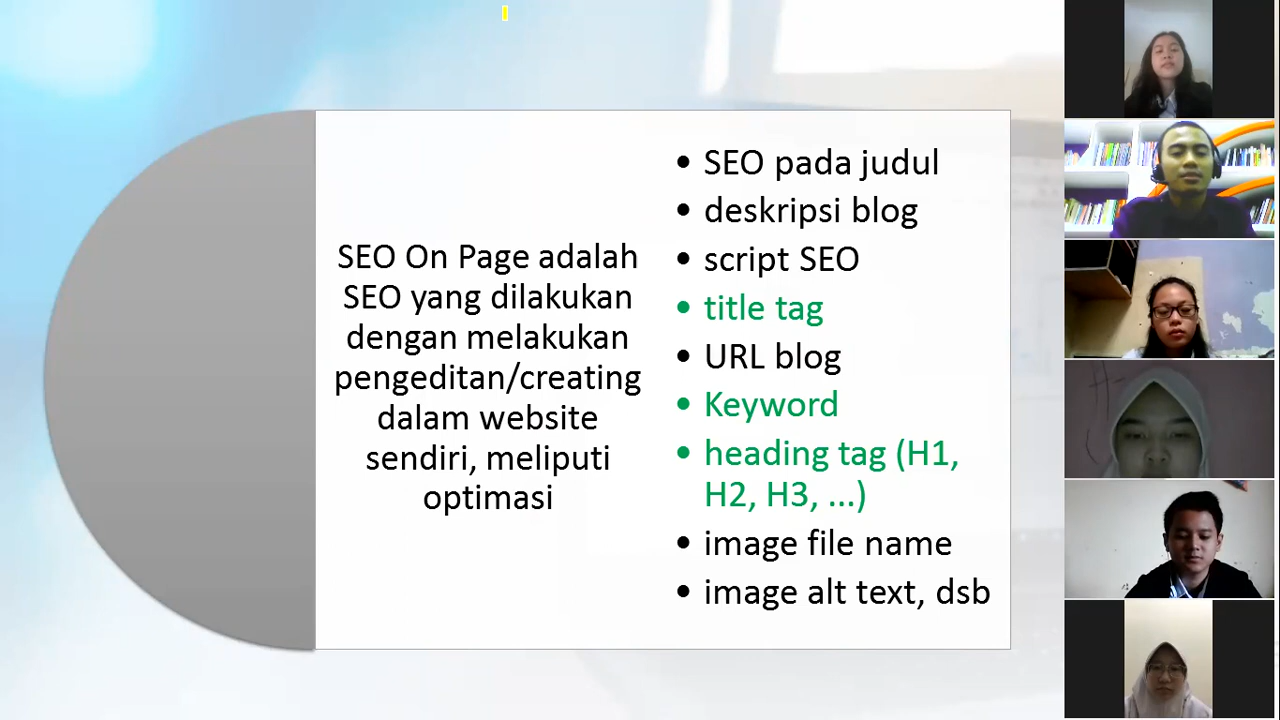 SEO On Page adalah
SEO yang dilakukan
dengan melakukan
pengeditan/creating
dalam website
sendiri, meliputi
optimasi
• SEO pada judul
• deskripsi blog
• script SEO
• title tag
• URL blog
• Keyword
• heading tag (H1,
H2, H3, ...)
• image file name
• image alt text, dsb